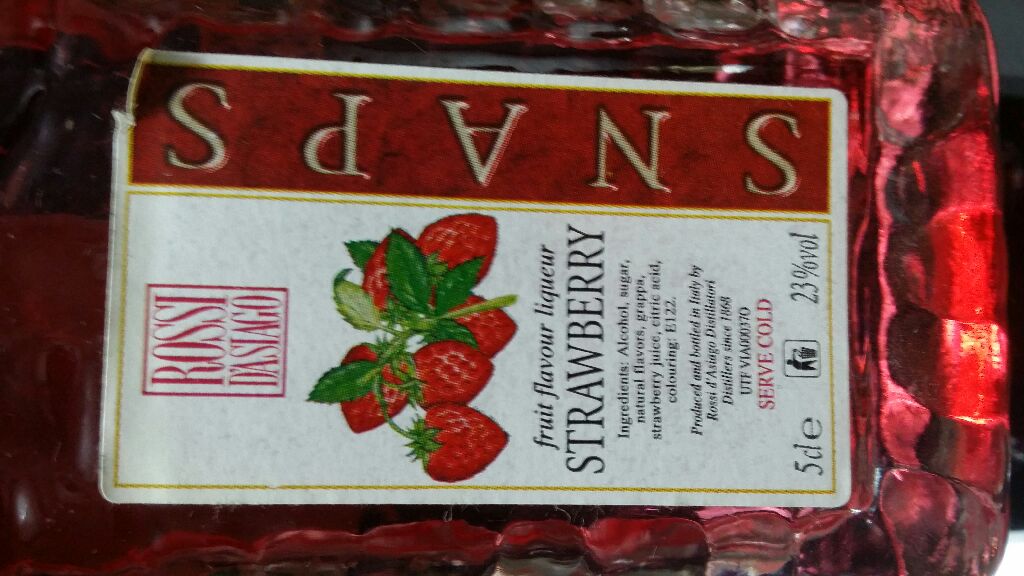 SNAPS
ROSSI
D'ASIAGO
fruit flavour liqueur
STRAWBERRY
Ingredients: Alcohol, sugar,
natural flavors, grappa,
strawberry juice, citric acid,
colouring: E122.
Produced and bottled in Italy by
Rossi d'Asiago Distillatori
Distillers since 1868
UTF VIA00037O
SERVE COLD
5cl e 23%vol